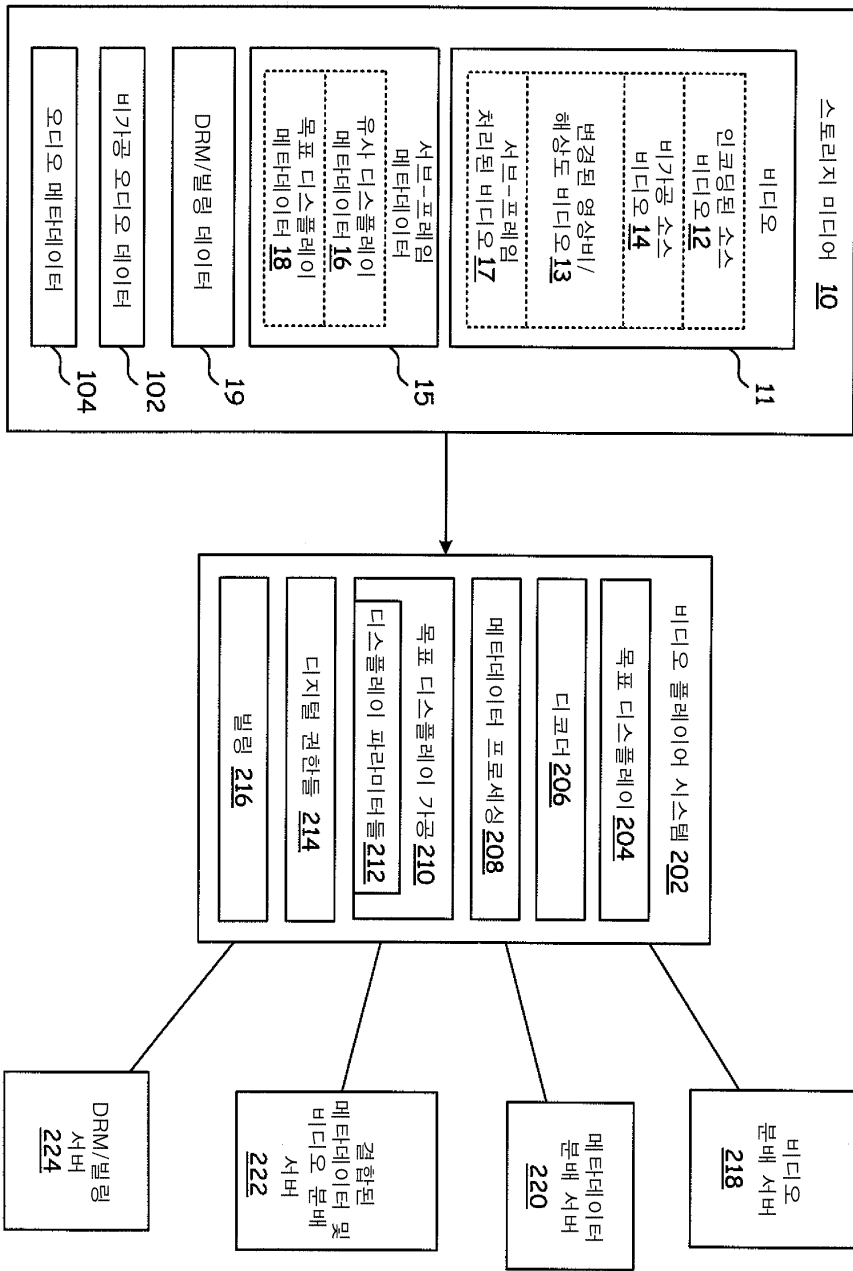 스토리지 미디어 10
비디오
인코딩된 소스
비디오 12
비가공 소스
비디오 14
변경된 영상비/
해상도 비디오 13
서브-프레임
처리된 비디오 17
11
서브-프레임
메타데이터
유사 디스플레이
메타데이터 16
목표 디스플레이
메타데이터 18
15
DRM/빌링 데이터
19
비가공 오디오 데이터
102
오디오 메타데이터
104
비디오 플레이어 시스템 202
목표 디스플레이 204
디코더 206
메타데이터 프로세싱 208
목표 디스플레이 가공 210
디스플레이 파라미터들 212
디지털 권한들 214
빌링 216
비디오
분배 서버
218
메타데이터
분배 서버
220
결합된
메타데이터 및
비디오 분배
서버
222
DRM/빌링
서버
224